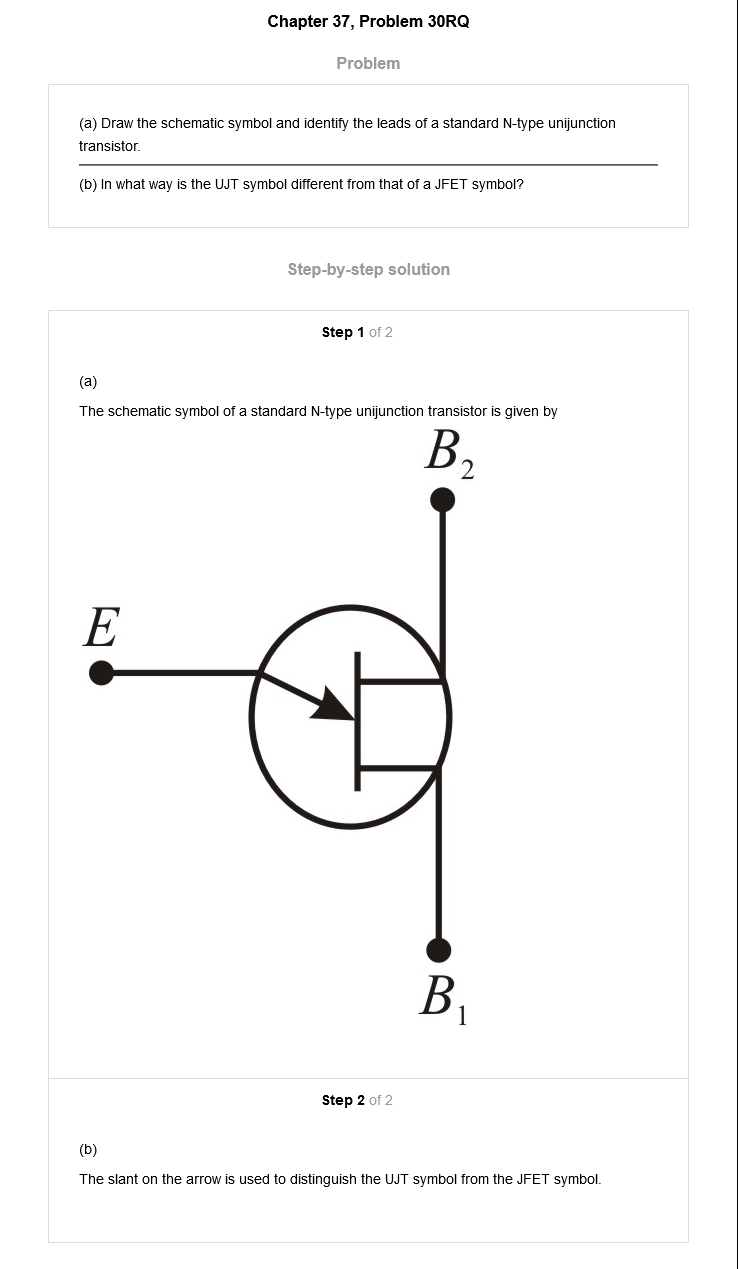 Chapter 37, Problem 30RQ
Problem
(a) Draw the schematic symbol and identify the leads of a standard N-type unijunction
transistor.
(b) In what way is the UJT symbol different from that of a JFET symbol?
Step-by-step solution
Step 1 of 2
(a)
The schematic symbol of a standard N-type unijunction transistor is given by
B₂
E
B₁
Step 2 of 2
(b)
The slant on the arrow is used to distinguish the UJT symbol from the JFET symbol.